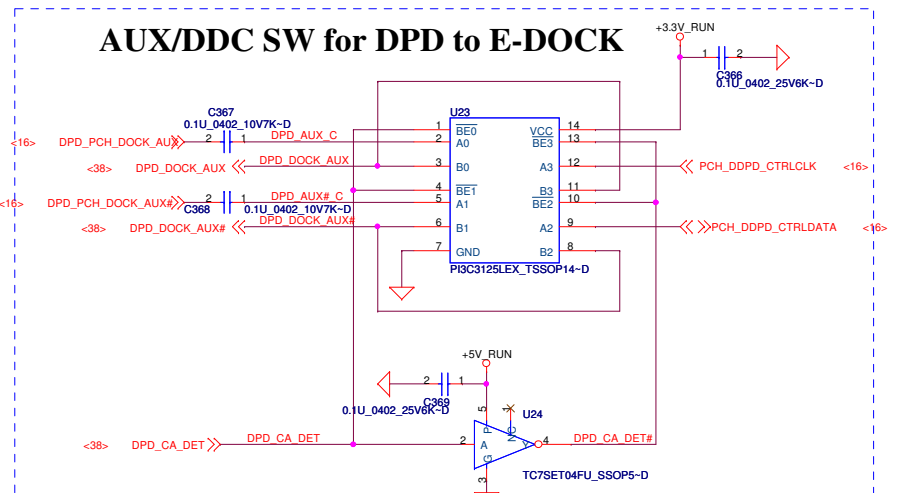 AUX/DDC SW for DPD to E-DOCK
+3.3V_RUN
1 2
C366
0.1U_0402_25V6K~D
C367
0.1U_0402_10V7K~D
U23
<16> DPD_PCH_DOCK_AUX 2 1 DPD_AUX_C
<38> DPD_DOCK_AUX DPD_DOCK_AUX
<16> DPD_PCH_DOCK_AUX# 2 1 DPD_AUX#_C
C368 0.1U_0402_10V7K~D
<38> DPD_DOCK_AUX# DPD_DOCK_AUX#
1 BE0 VCC 14
2 A0 BE3 13
3 B0 A3 12 PCH_DDPD_CTRLCLK <16>
4 BE1 B3 11
5 A1 BE2 10
6 B1 A2 9 PCH_DDPD_CTRLDATA <16>
7 GND B2 8
PI3C3125LEX_TSSOP14~D
+5V_RUN
2 1
C369
0.1U_0402_25V6K~D
U24
5 P 1 NC
<38> DPD_CA_DET DPD_CA_DET 2 A Y 4 DPD_CA_DET#
G
3
TC7SET04FU_SSOP5~D